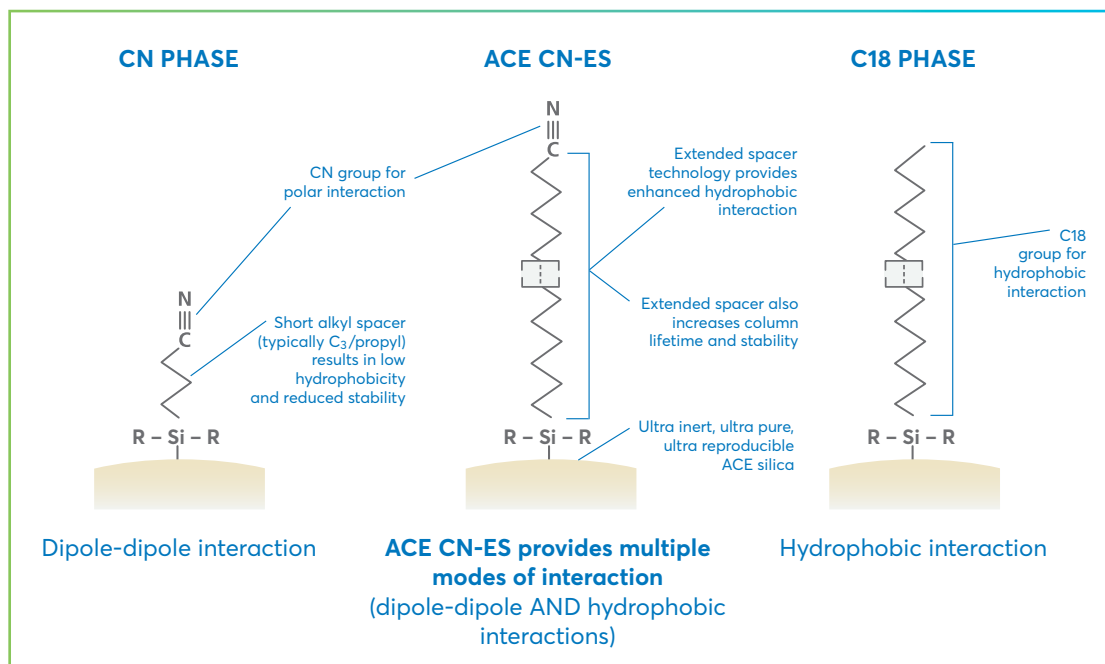 CN PHASE
ACE CN-ES
C18 PHASE
N
C
CN group for
polar interaction
Extended spacer
technology provides
enhanced hydrophobic
interaction
C18
group for
hydrophobic
interaction
N
C
Short alkyl spacer
(typically C₃/propyl)
results in low
hydrophobicity
and reduced stability
Extended spacer also
increases column
lifetime and stability
R – Si – R
R – Si – R
Ultra inert, ultra pure,
ultra reproducible
ACE silica
R – Si – R
Dipole-dipole interaction
ACE CN-ES provides multiple
modes of interaction
(dipole-dipole AND hydrophobic
interactions)
Hydrophobic interaction